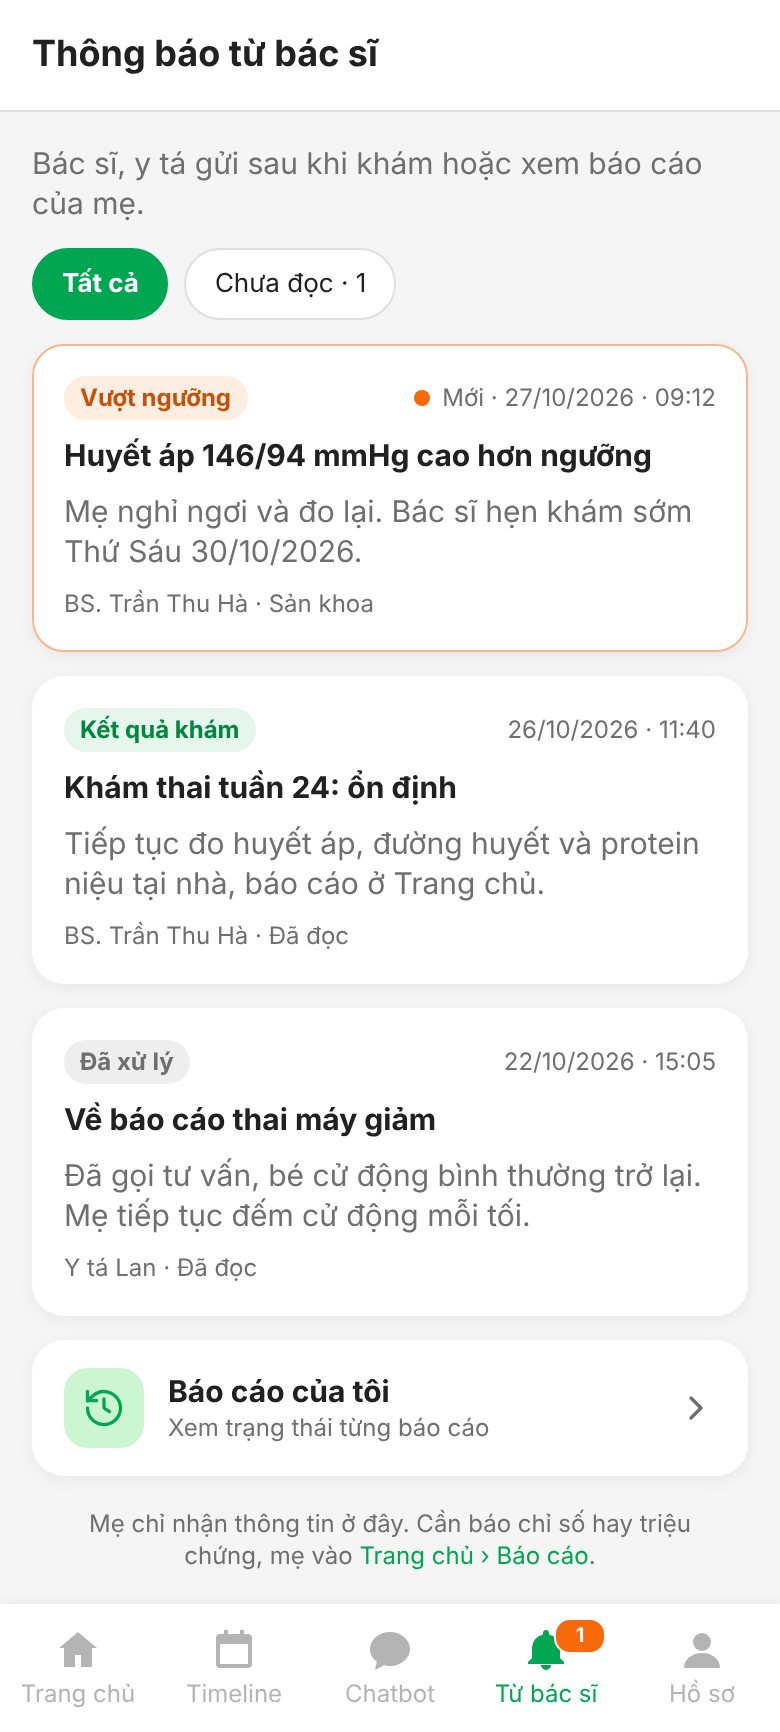 Thông báo từ bác sĩ
Bác sĩ, y tá gửi sau khi khám hoặc xem báo cáo
của mẹ.
Tất cả
Chưa đọc · 1
Vượt ngưỡng
Mới · 27/10/2026 · 09:12
Huyết áp 146/94 mmHg cao hơn ngưỡng
Mẹ nghỉ ngơi và đo lại. Bác sĩ hẹn khám sớm
Thứ Sáu 30/10/2026.
BS. Trần Thu Hà · Sản khoa
Kết quả khám
26/10/2026 · 11:40
Khám thai tuần 24: ổn định
Tiếp tục đo huyết áp, đường huyết và protein
niệu tại nhà, báo cáo ở Trang chủ.
BS. Trần Thu Hà · Đã đọc
Đã xử lý
22/10/2026 · 15:05
Về báo cáo thai máy giảm
Đã gọi tư vấn, bé cử động bình thường trở lại.
Mẹ tiếp tục đếm cử động mỗi tối.
Y tá Lan · Đã đọc
Báo cáo của tôi
Xem trạng thái từng báo cáo
Mẹ chỉ nhận thông tin ở đây. Cần báo chỉ số hay triệu
chứng, mẹ vào Trang chủ › Báo cáo.
1
Trang chủ
Timeline
Chatbot
Từ bác sĩ
Hồ sơ